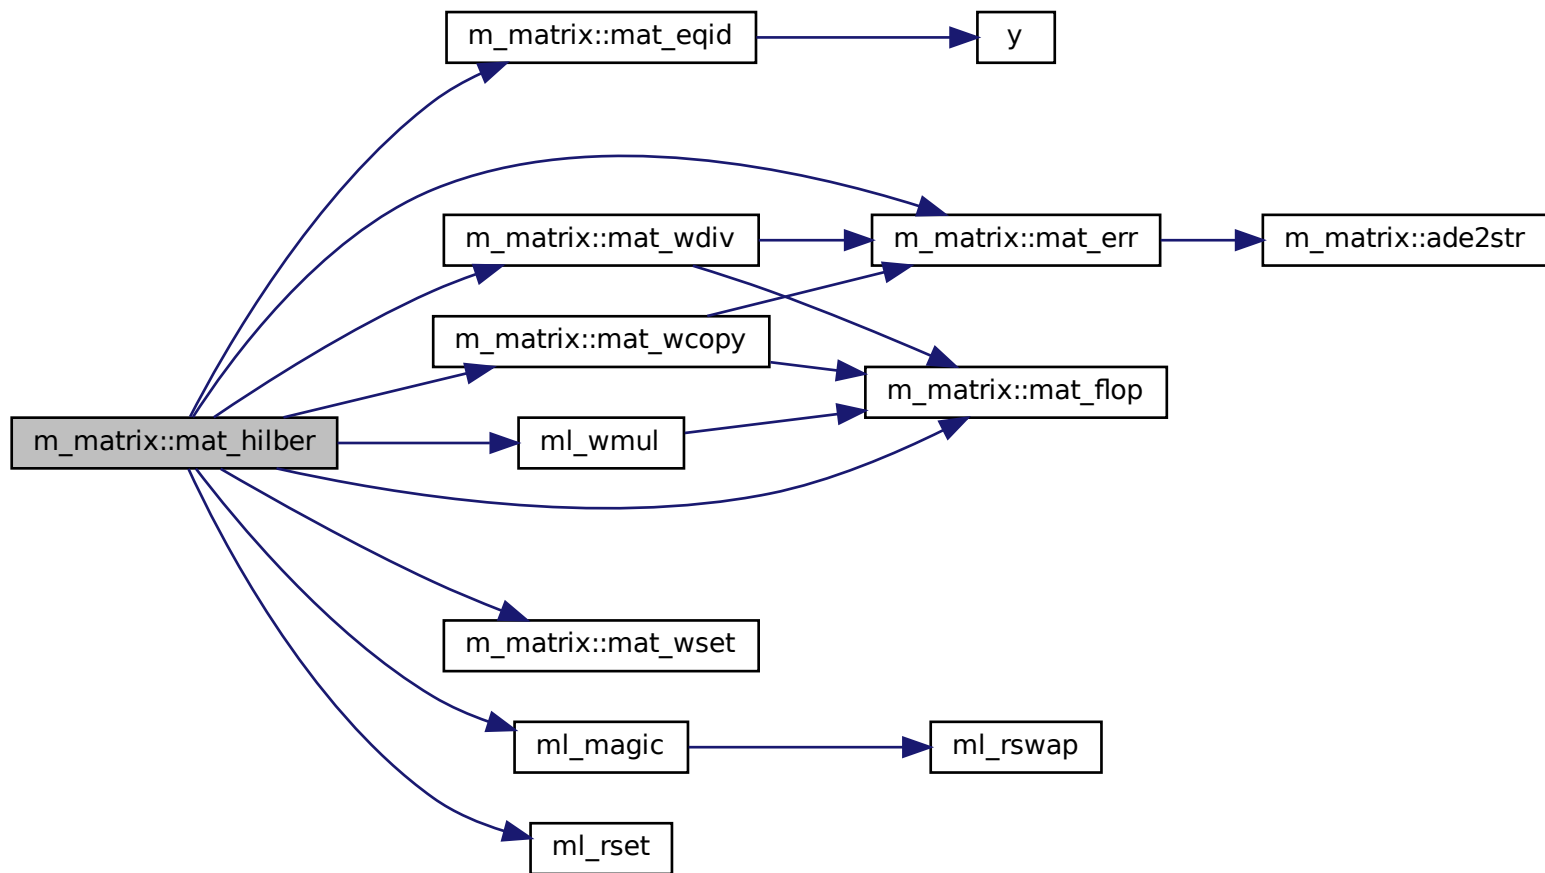 m_matrix::mat_eqid
y
m_matrix::mat_wdiv
m_matrix::mat_err
m_matrix::ade2str
m_matrix::mat_wcopy
m_matrix::mat_flop
m_matrix::mat_hilber
ml_wmul
m_matrix::mat_wset
ml_magic
ml_rswap
ml_rset